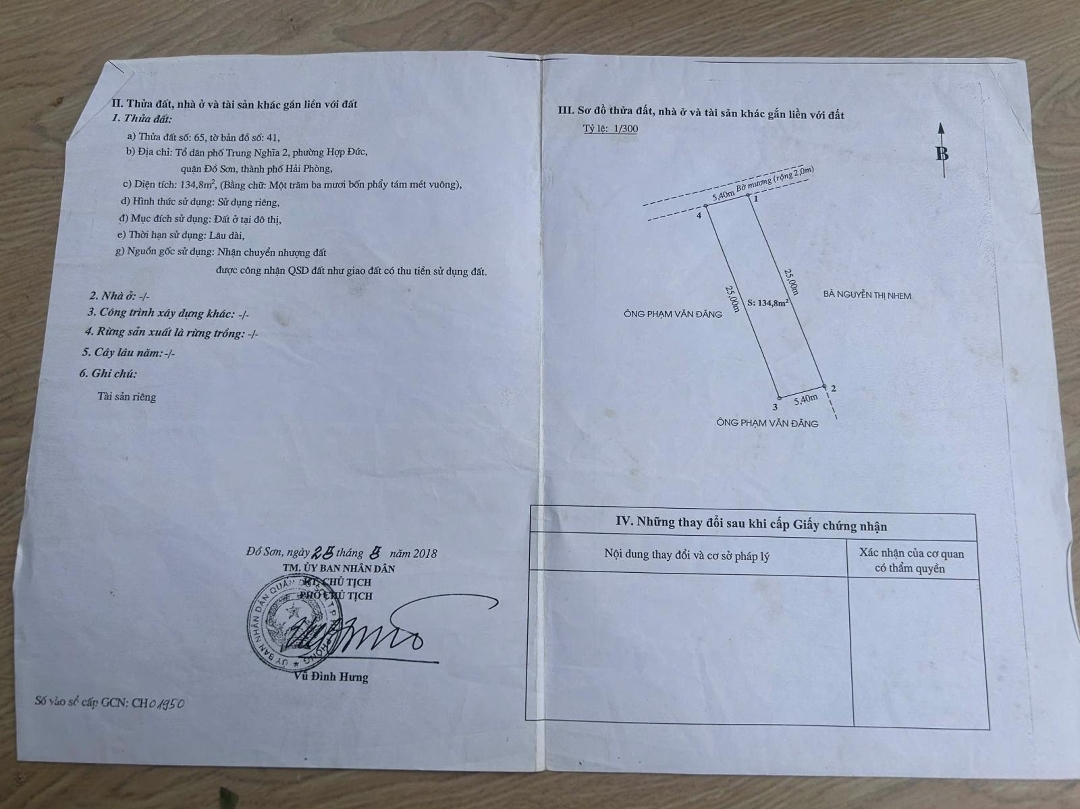 II. Thửa đất, nhà ở và tài sản khác gắn liền với đất
1. Thửa đất:
a) Thửa đất số: 65, tờ bản đồ số: 41,
b) Địa chỉ: Tổ dân phố Trung Nghĩa 2, phường Hợp Đức,
quận Đồ Sơn, thành phố Hải Phòng,
c) Diện tích: 134,8m², (Bằng chữ: Một trăm ba mươi bốn phẩy tám mét vuông),
d) Hình thức sử dụng: Sử dụng riêng,
đ) Mục đích sử dụng: Đất ở tại đô thị,
e) Thời hạn sử dụng: Lâu dài,
g) Nguồn gốc sử dụng: Nhận chuyển nhượng đất
được công nhận QSD đất như giao đất có thu tiền sử dụng đất.
2. Nhà ở: -/-
3. Công trình xây dựng khác: -/-
4. Rừng sản xuất là rừng trồng: -/-
5. Cây lâu năm: -/-
6. Ghi chú:
Tài sản riêng
Đồ Sơn, ngày 25 tháng 5 năm 2018
TM. ỦY BAN NHÂN DÂN
KT. CHỦ TỊCH
PHÓ CHỦ TỊCH
Vũ Đình Hưng
Số vào sổ cấp GCN: CH01950
III. Sơ đồ thửa đất, nhà ở và tài sản khác gắn liền với đất
Tỷ lệ: 1/300
B
Bờ mương (rộng 2,0m)
5,40m
1
4
25,00m
25,00m
S: 134,8m²
BÀ NGUYỄN THỊ NHEM
ÔNG PHẠM VĂN ĐĂNG
2
5,40m
3
ÔNG PHẠM VĂN ĐĂNG
IV. Những thay đổi sau khi cấp Giấy chứng nhận
Nội dung thay đổi và cơ sở pháp lý
Xác nhận của cơ quan
có thẩm quyền